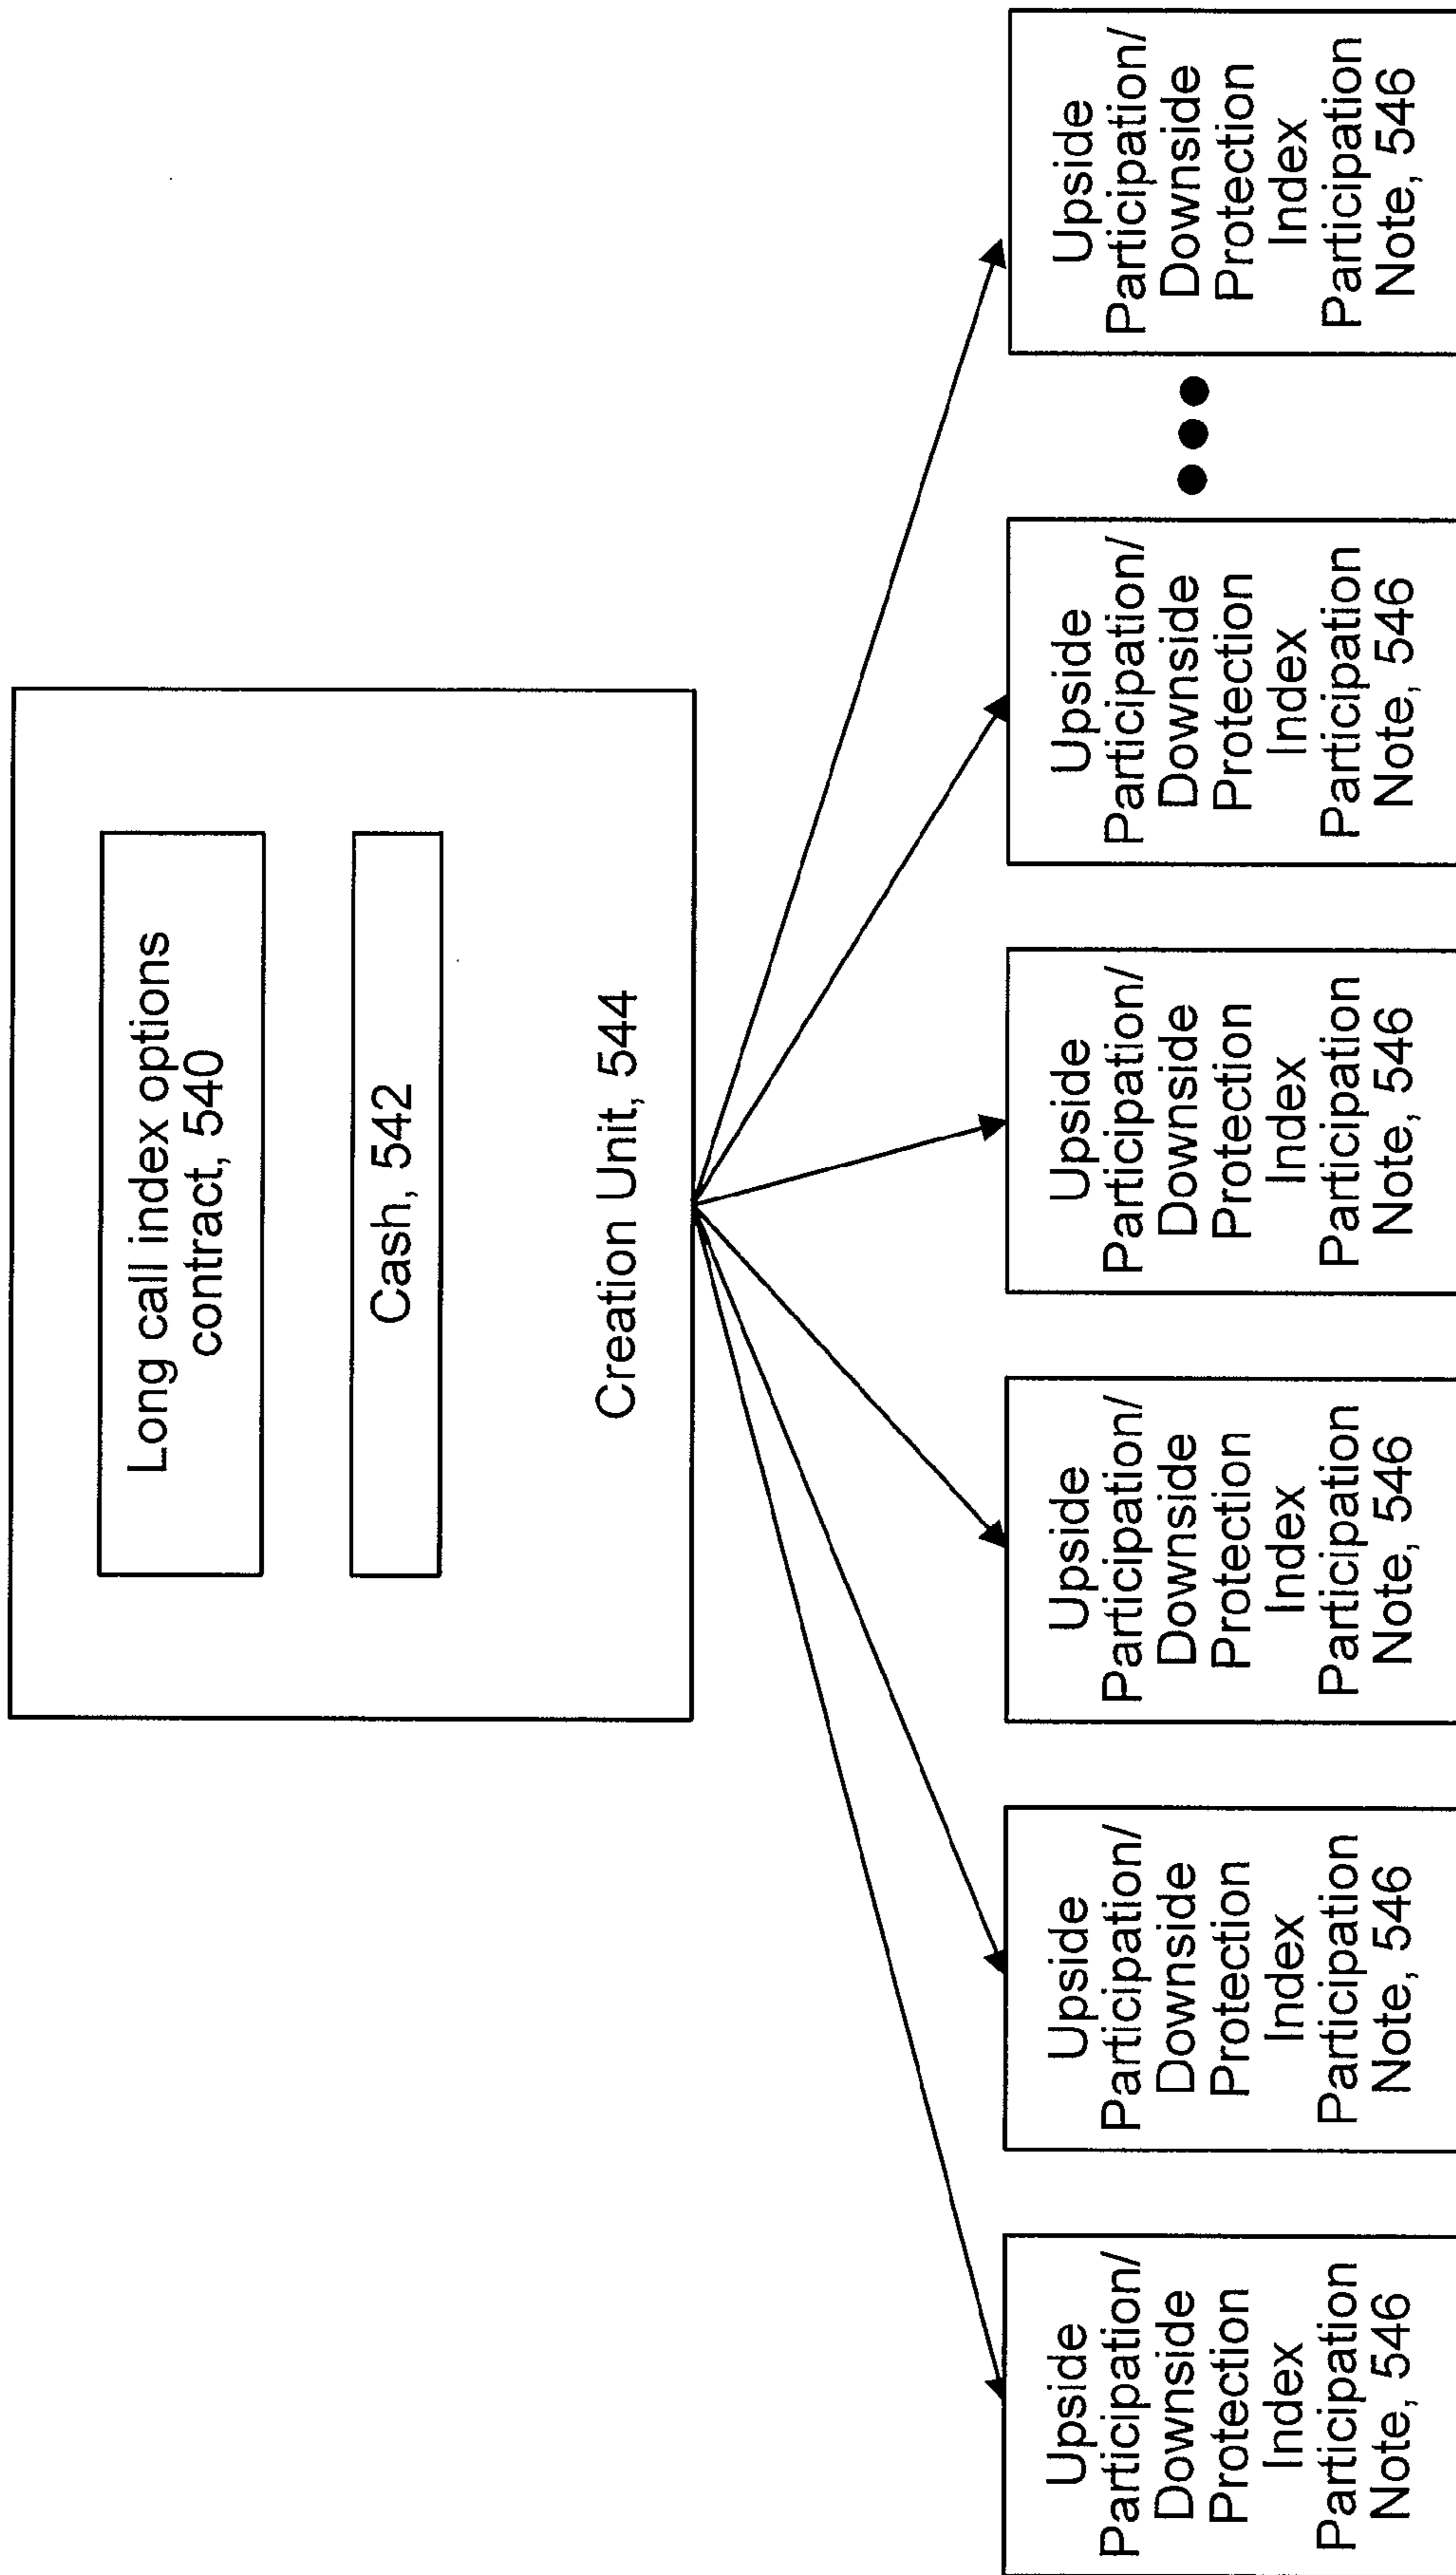 Long call index options
contract, 540
Cash, 542
Creation Unit, 544
Upside
Participation/
Downside
Protection
Index
Participation
Note, 546
Upside
Participation/
Downside
Protection
Index
Participation
Note, 546
Upside
Participation/
Downside
Protection
Index
Participation
Note, 546
Upside
Participation/
Downside
Protection
Index
Participation
Note, 546
Upside
Participation/
Downside
Protection
Index
Participation
Note, 546
Upside
Participation/
Downside
Protection
Index
Participation
Note, 546